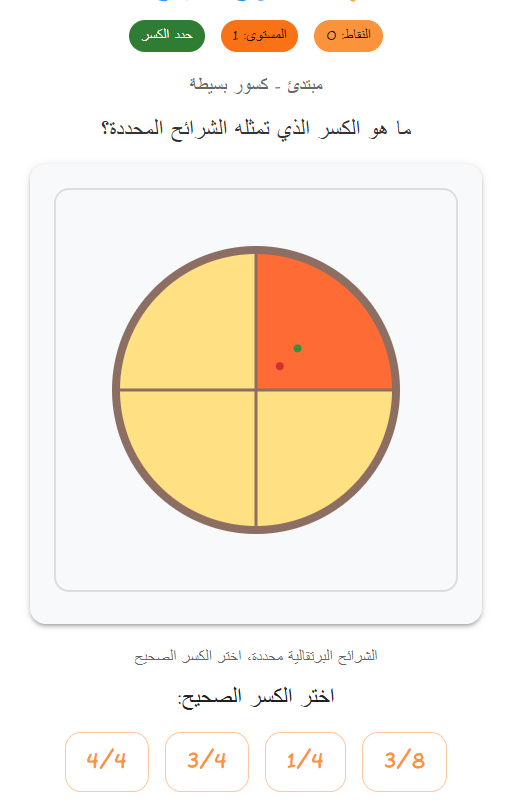 النقاط: 0
المستوى: 1
حدد الكسر
مبتدئ - كسور بسيطة
ما هو الكسر الذي تمثله الشرائح المحددة؟
الشرائح البرتقالية محددة، اختر الكسر الصحيح
اختر الكسر الصحيح:
3/8
1/4
3/4
4/4